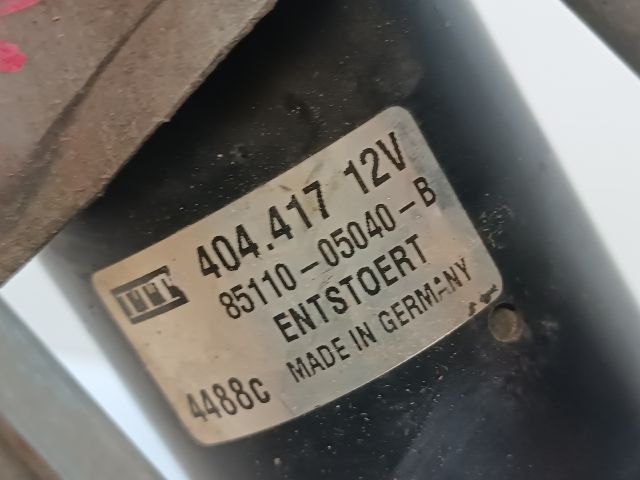 404.417 12V
85110-05040-B
ENTSTOERT
MADE IN GERMANY
4488C